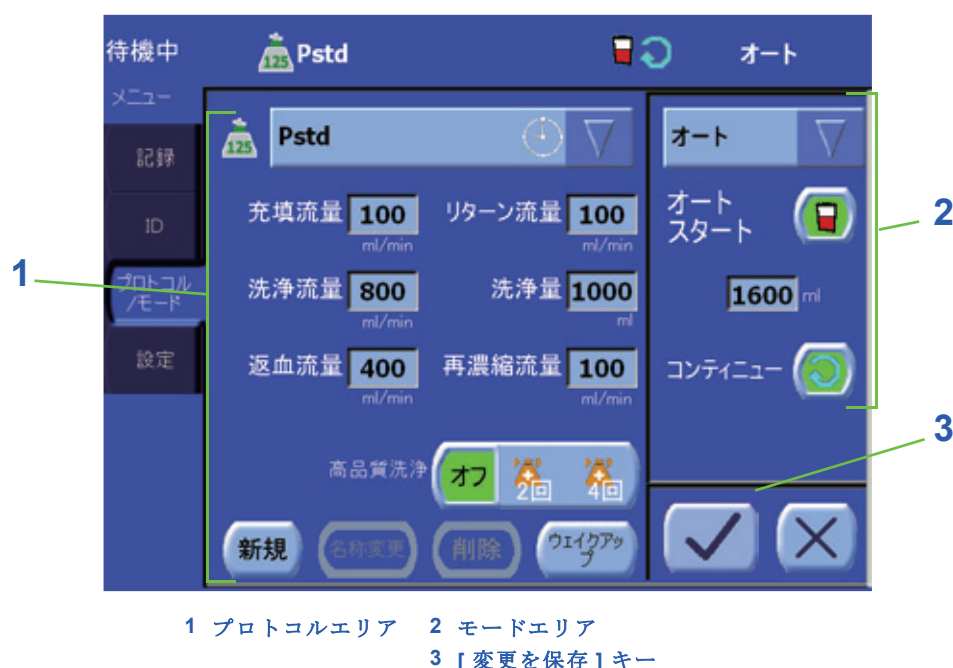 待機中 125 Pstd オート
メニュー
記録
ID
プロトコル
/モード
設定
125 Pstd
充填流量 100 ml/min リターン流量 100 ml/min
洗浄流量 800 ml/min 洗浄量 1000 ml
返血流量 400 ml/min 再濃縮流量 100 ml/min
高品質洗浄 オフ 2回 4回
新規 名称変更 削除 ウェイクアッ
プ
オート
オート
スタート
1600 ml
コンティニュー
1
2
3
1 プロトコルエリア 2 モードエリア
3 [ 変更を保存 ] キー